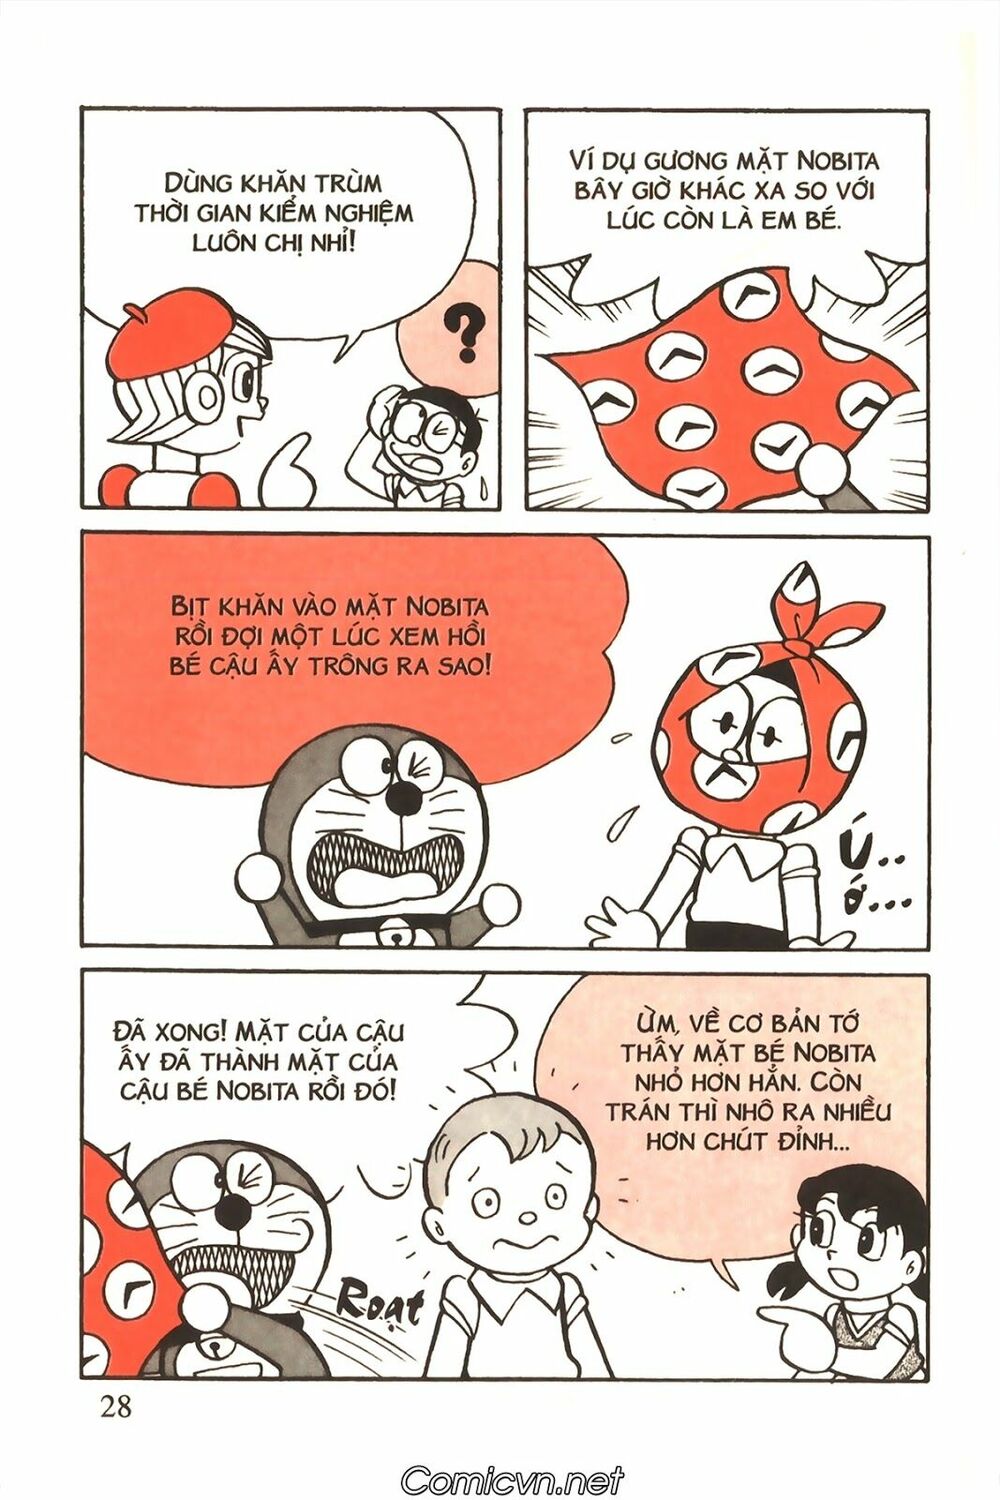 DÙNG KHĂN TRÙM
THỜI GIAN KIỂM NGHIỆM
LUÔN CHỊ NHỈ!
?
VÍ DỤ GƯƠNG MẶT NOBITA
BÂY GIỜ KHÁC XA SO VỚI
LÚC CÒN LÀ EM BÉ.
BỊT KHĂN VÀO MẶT NOBITA
RỒI ĐỢI MỘT LÚC XEM HỒI
BÉ CẬU ẤY TRÔNG RA SAO!
Ú..
Ớ...
ĐÃ XONG! MẶT CỦA CẬU
ẤY ĐÃ THÀNH MẶT CỦA
CẬU BÉ NOBITA RỒI ĐÓ!
ỪM, VỀ CƠ BẢN TỚ
THẤY MẶT BÉ NOBITA
NHỎ HƠN HẲN. CÒN
TRÁN THÌ NHÔ RA NHIỀU
HƠN CHÚT ĐỈNH...
Roạt
28
Comicvn.net